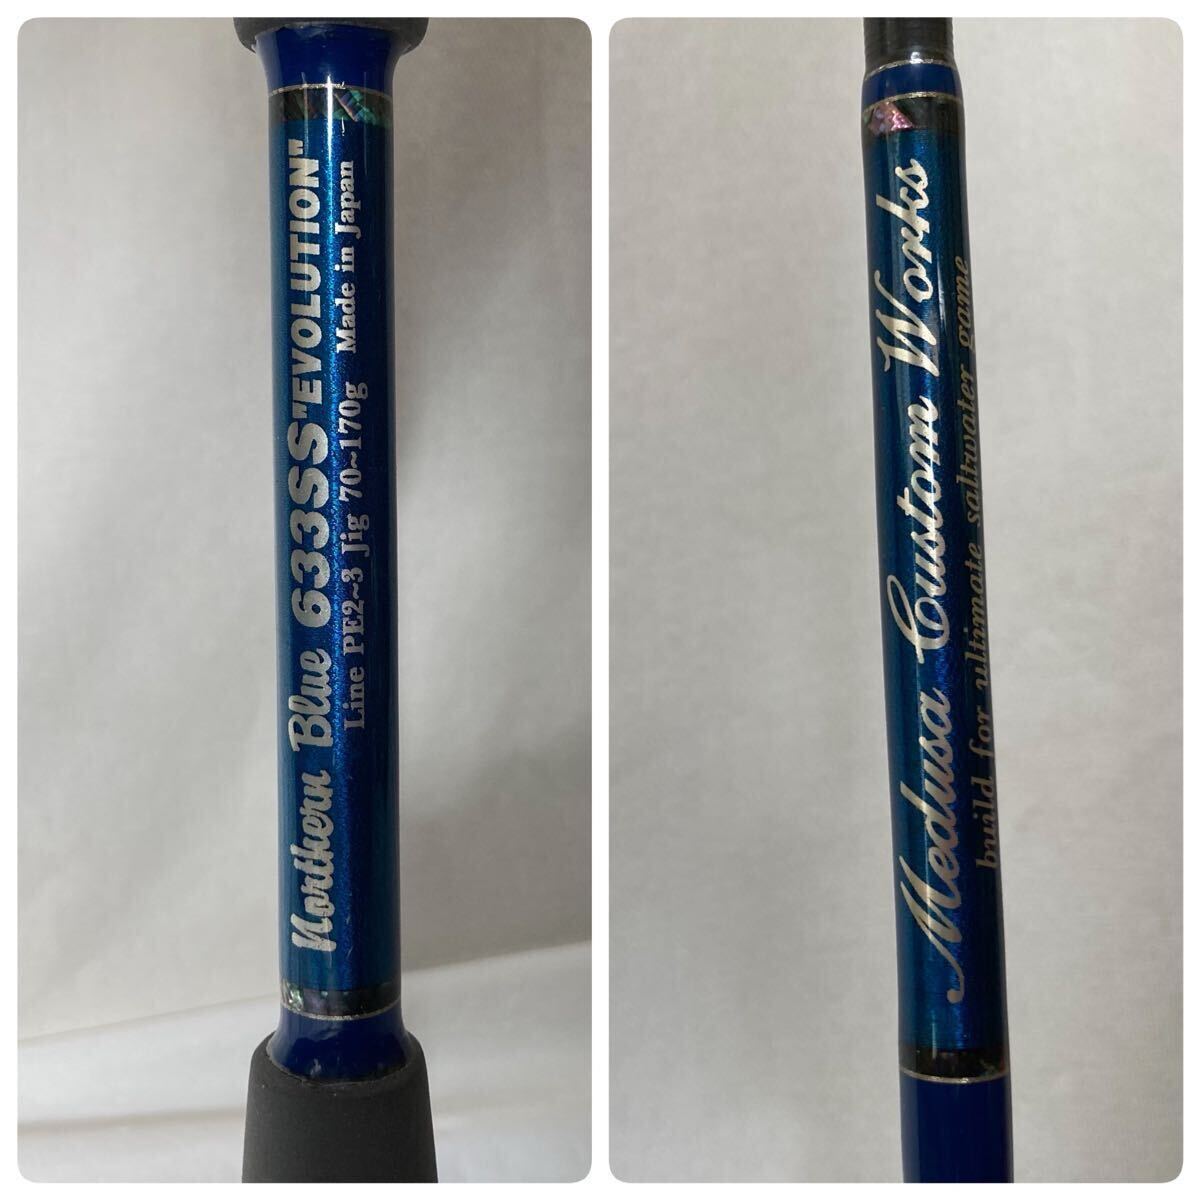 Northern Blue 633SS"EVOLUTION"
Line PE2~3 Jig 70~170g Made in Japan
Medusa Custom Works
build for ultimate saltwater game